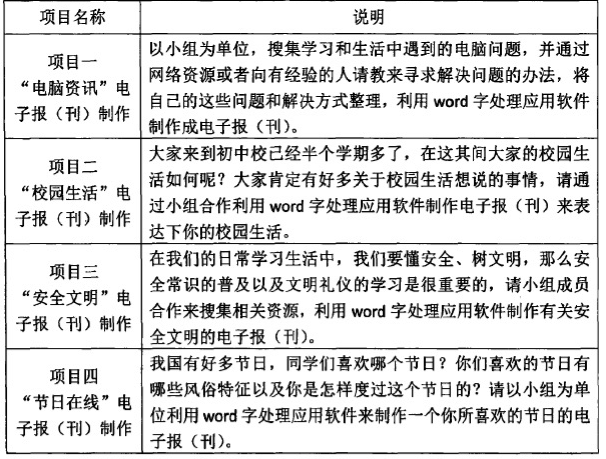 项目名称
说明
项目一
“电脑资讯”电
子报（刊）制作
以小组为单位，搜集学习和生活中遇到的电脑问题，并通过
网络资源或者向有经验的人请教来寻求解决问题的办法，将
自己的这些问题和解决方式整理，利用 word 字处理应用软件
制作成电子报（刊）。
项目二
“校园生活”电
子报（刊）制作
大家来到初中校已经半个学期多了，在这其间大家的校园生
活如何呢？大家肯定有好多关于校园生活想说的事情，请通
过小组合作利用 word 字处理应用软件制作电子报（刊）来表
达下你的校园生活。
项目三
“安全文明”电
子报（刊）制作
在我们的日常学习生活中，我们要懂安全、树文明，那么安
全常识的普及以及文明礼仪的学习是很重要的，请小组成员
合作来搜集相关资源，利用 word 字处理应用软件制作有关安
全文明的电子报（刊）。
项目四
“节日在线”电
子报（刊）制作
我国有好多节日，同学们喜欢哪个节日？你们喜欢的节日有
哪些风俗特征以及你是怎样度过这个节日的？请以小组为单
位利用 word 字处理应用软件来制作一个你所喜欢的节日的电
子报（刊）。